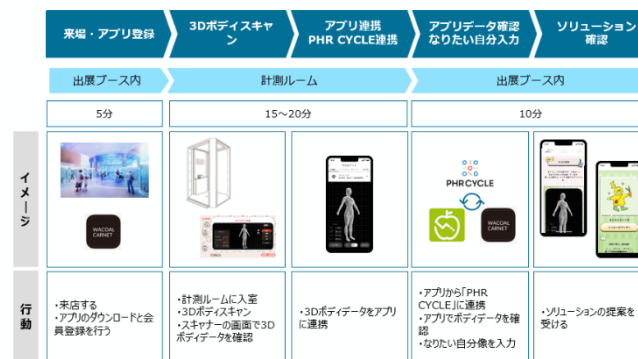 来場・アプリ登録
3Dボディスキャ
ン
アプリ連携
PHR CYCLE連携
アプリデータ確認
なりたい自分入力
ソリューション
確認
出展ブース内
計測ルーム
出展ブース内
5分
15～20分
10分
イメージ
WACOAL
CARNET
PHR CYCLE
WACOAL
CARNET
行動
・来店する
・アプリのダウンロードと会
員登録を行う
・計測ルームに入室
・3Dボディスキャン
・スキャナーの画面で3D
ボディデータを確認
・3Dボディデータをアプリ
に連携
・アプリから「PHR
CYCLE」に連携
・アプリでボディデータを確
認
・なりたい自分像を入力
・ソリューションの提案を
受ける